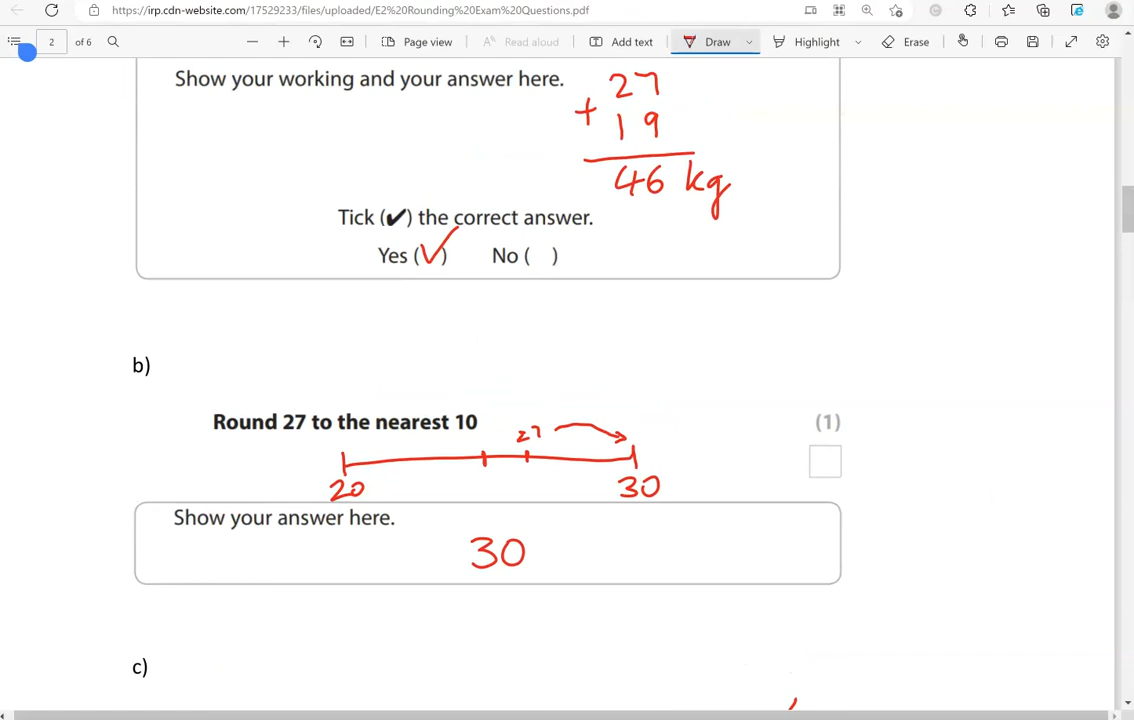 https://irp.cdn-website.com/17529233/files/uploaded/E2%20Rounding%20Exam%20Questions.pdf
2 of 6
Page view
Read aloud
Add text
Draw
Highlight
Erase
Show your working and your answer here.
27
+ 19
46 kg
Tick (✔) the correct answer.
Yes (✓) No ( )
b)
Round 27 to the nearest 10 (1)
27
20 30
Show your answer here.
30
c)